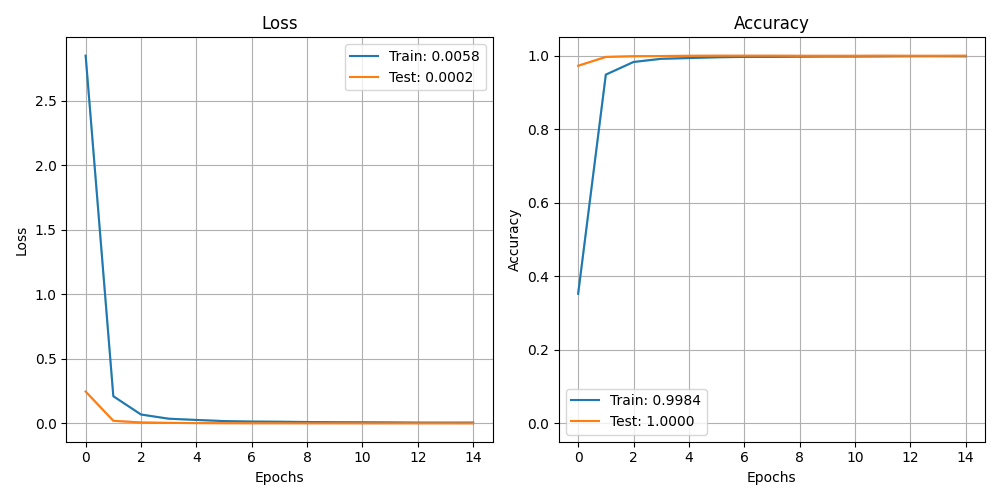 Loss
Train: 0.0058
Test: 0.0002
2.5
2.0
1.5
1.0
0.5
0.0
Loss
0 2 4 6 8 10 12 14
Epochs
Accuracy
1.0
0.8
0.6
0.4
0.2
0.0
Accuracy
Train: 0.9984
Test: 1.0000
0 2 4 6 8 10 12 14
Epochs